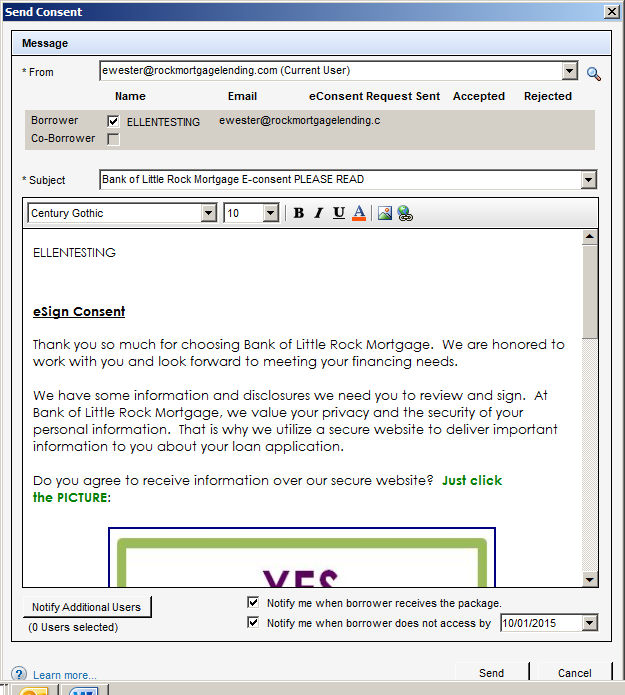 Send Consent
Message
* From
ewester@rockmortgagelending.com (Current User)
Name Email eConsent Request Sent Accepted Rejected
Borrower ELLENTESTING ewester@rockmortgagelending.c
Co-Borrower
* Subject Bank of Little Rock Mortgage E-consent PLEASE READ
Century Gothic 10 B I U A
ELLENTESTING
eSign Consent
Thank you so much for choosing Bank of Little Rock Mortgage. We are honored to
work with you and look forward to meeting your financing needs.
We have some information and disclosures we need you to review and sign. At
Bank of Little Rock Mortgage, we value your privacy and the security of your
personal information. That is why we utilize a secure website to deliver important
information to you about your loan application.
Do you agree to receive information over our secure website? Just click
the PICTURE:
YES
Notify Additional Users
(0 Users selected)
Notify me when borrower receives the package.
Notify me when borrower does not access by 10/01/2015
? Learn more...
Send Cancel